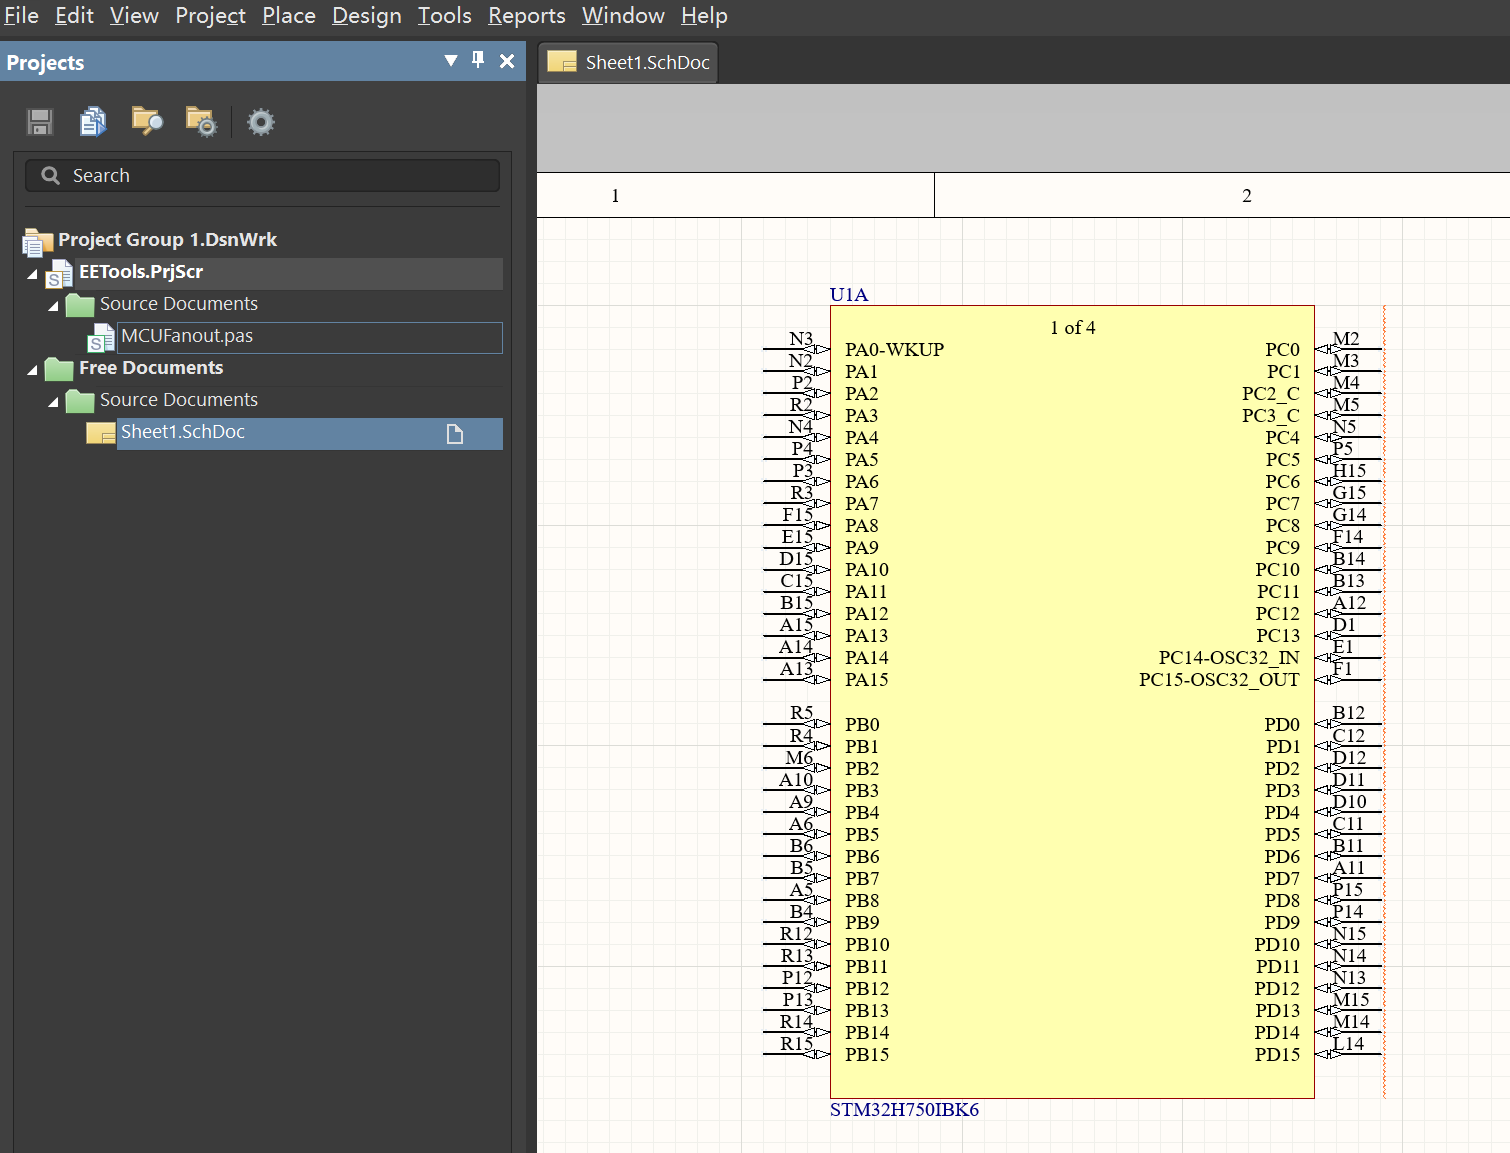 File Edit View Project Place Design Tools Reports Window Help
Projects
Search
Project Group 1.DsnWrk
EETools.PrjScr
Source Documents
MCUFanout.pas
Free Documents
Source Documents
Sheet1.SchDoc
Sheet1.SchDoc
1 2
U1A
1 of 4
N3 PA0-WKUP PC0 M2
N2 PA1 PC1 M3
P2 PA2 PC2_C M4
R2 PA3 PC3_C M5
N4 PA4 PC4 N5
P4 PA5 PC5 P5
P3 PA6 PC6 H15
R3 PA7 PC7 G15
F15 PA8 PC8 G14
E15 PA9 PC9 F14
D15 PA10 PC10 B14
C15 PA11 PC11 B13
B15 PA12 PC12 A12
A15 PA13 PC13 D1
A14 PA14 PC14-OSC32_IN E1
A13 PA15 PC15-OSC32_OUT F1
R5 PB0 PD0 B12
R4 PB1 PD1 C12
M6 PB2 PD2 D12
A10 PB3 PD3 D11
A9 PB4 PD4 D10
A6 PB5 PD5 C11
B6 PB6 PD6 B11
B5 PB7 PD7 A11
A5 PB8 PD8 P15
B4 PB9 PD9 P14
R12 PB10 PD10 N15
R13 PB11 PD11 N14
P12 PB12 PD12 N13
P13 PB13 PD13 M15
R14 PB14 PD14 M14
R15 PB15 PD15 L14
STM32H750IBK6